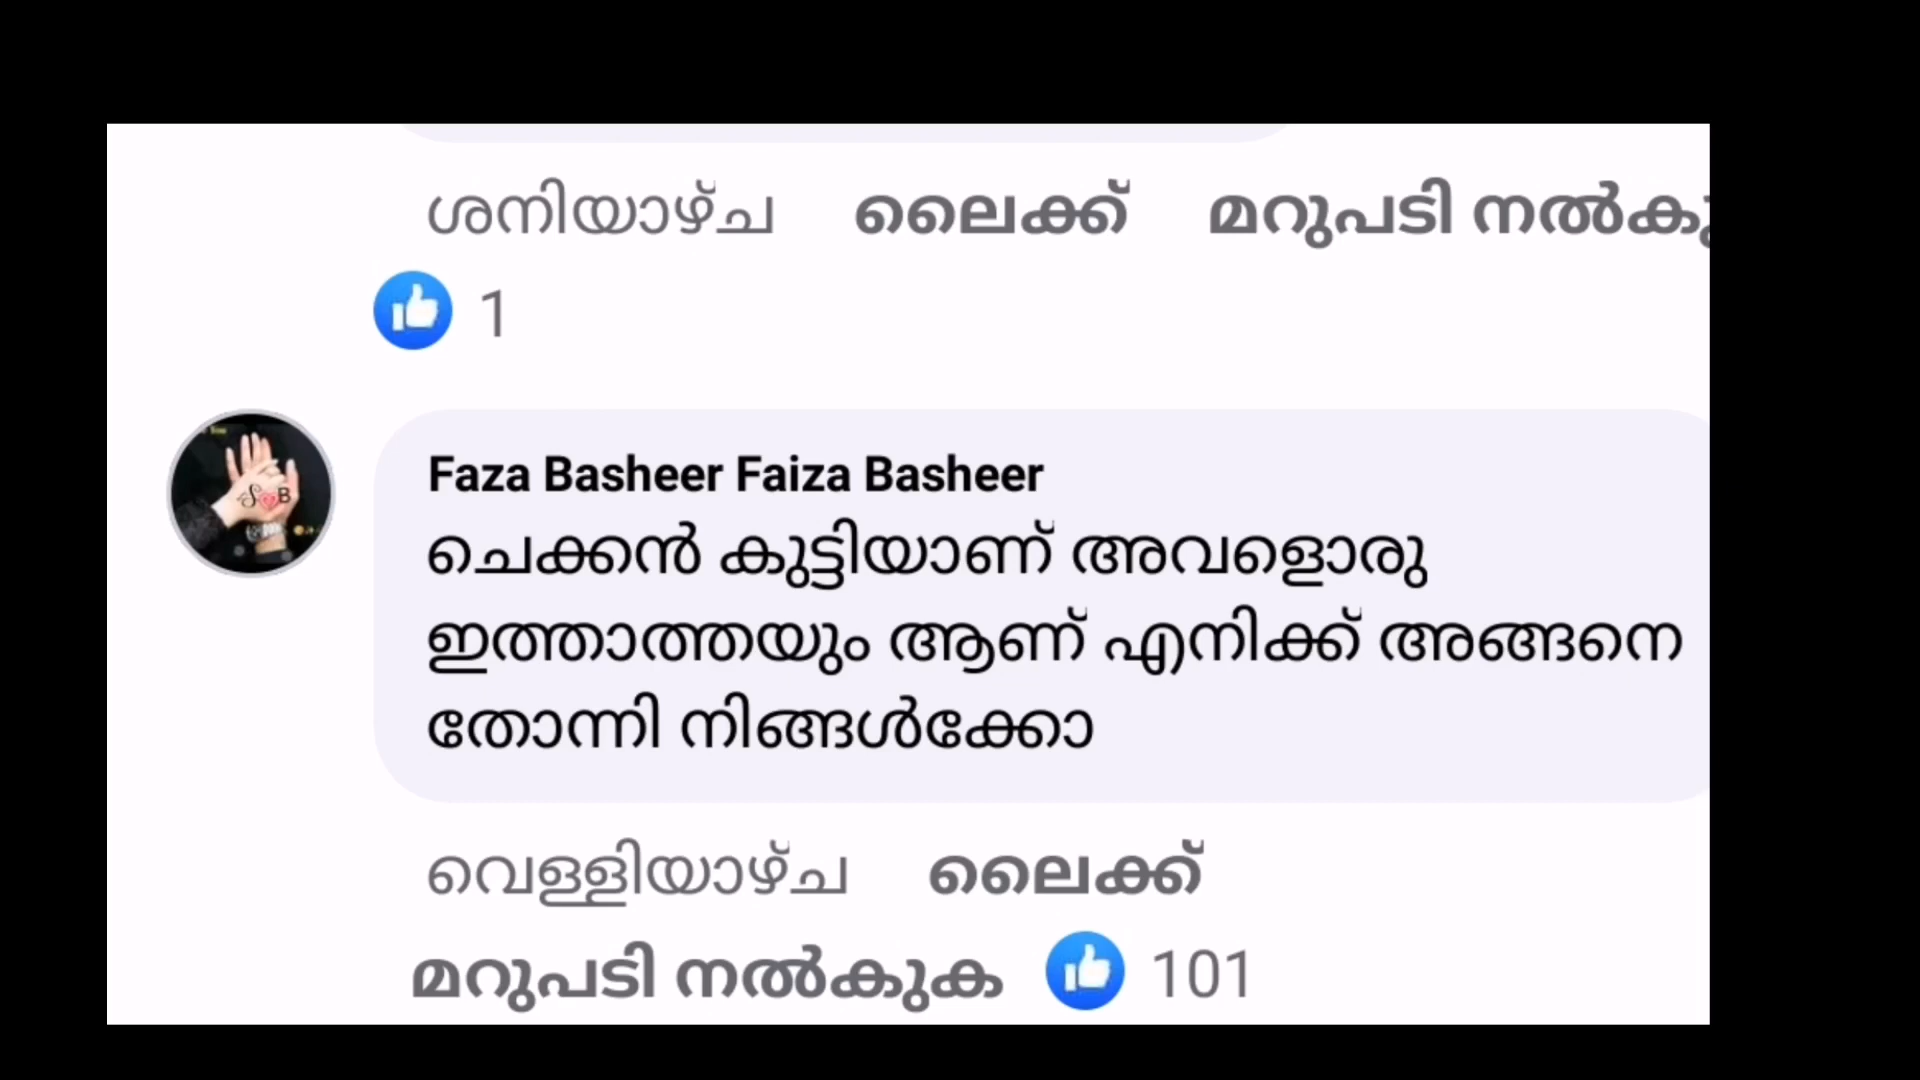 ശനിയാഴ്ച ലൈക്ക് മറുപടി നൽകു
1
Faza Basheer Faiza Basheer
ചെക്കൻ കുട്ടിയാണ് അവളൊരു
ഇത്താത്തയും ആണ് എനിക്ക് അങ്ങനെ
തോന്നി നിങ്ങൾക്കോ
വെള്ളിയാഴ്ച ലൈക്ക്
മറുപടി നൽകുക 101